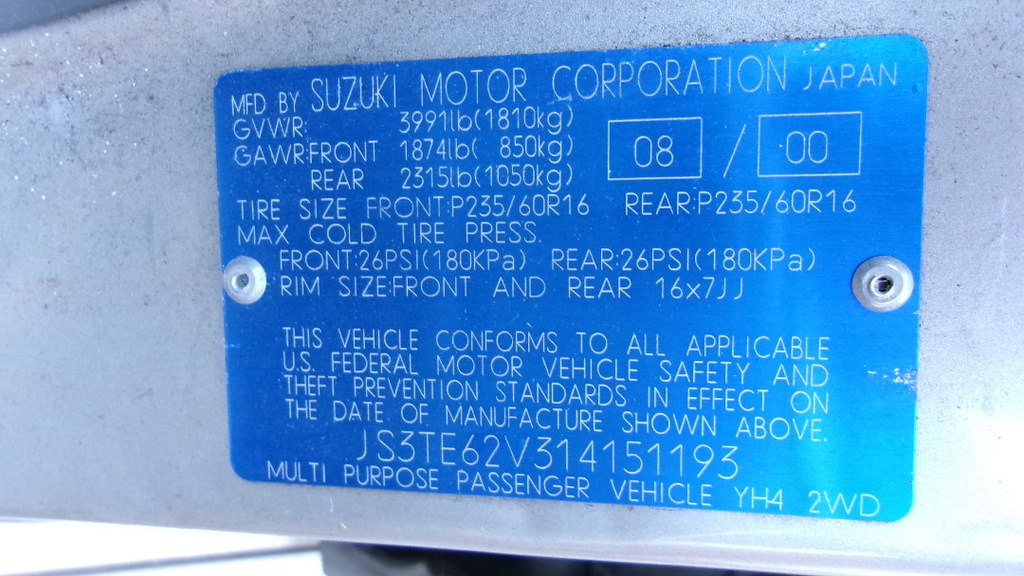 MFD BY SUZUKI MOTOR CORPORATION JAPAN
GVWR: 3991lb(1810kg)
GAWR:FRONT 1874lb( 850kg) 08 / 00
REAR 2315lb(1050kg)
TIRE SIZE FRONT:P235/60R16 REAR:P235/60R16
MAX COLD TIRE PRESS.
FRONT:26PSI(180KPa) REAR:26PSI(180KPa)
RIM SIZE:FRONT AND REAR 16x7JJ
THIS VEHICLE CONFORMS TO ALL APPLICABLE
U.S. FEDERAL MOTOR VEHICLE SAFETY AND
THEFT PREVENTION STANDARDS IN EFFECT ON
THE DATE OF MANUFACTURE SHOWN ABOVE.
JS3TE62V314151193
MULTI PURPOSE PASSENGER VEHICLE YH4 2WD